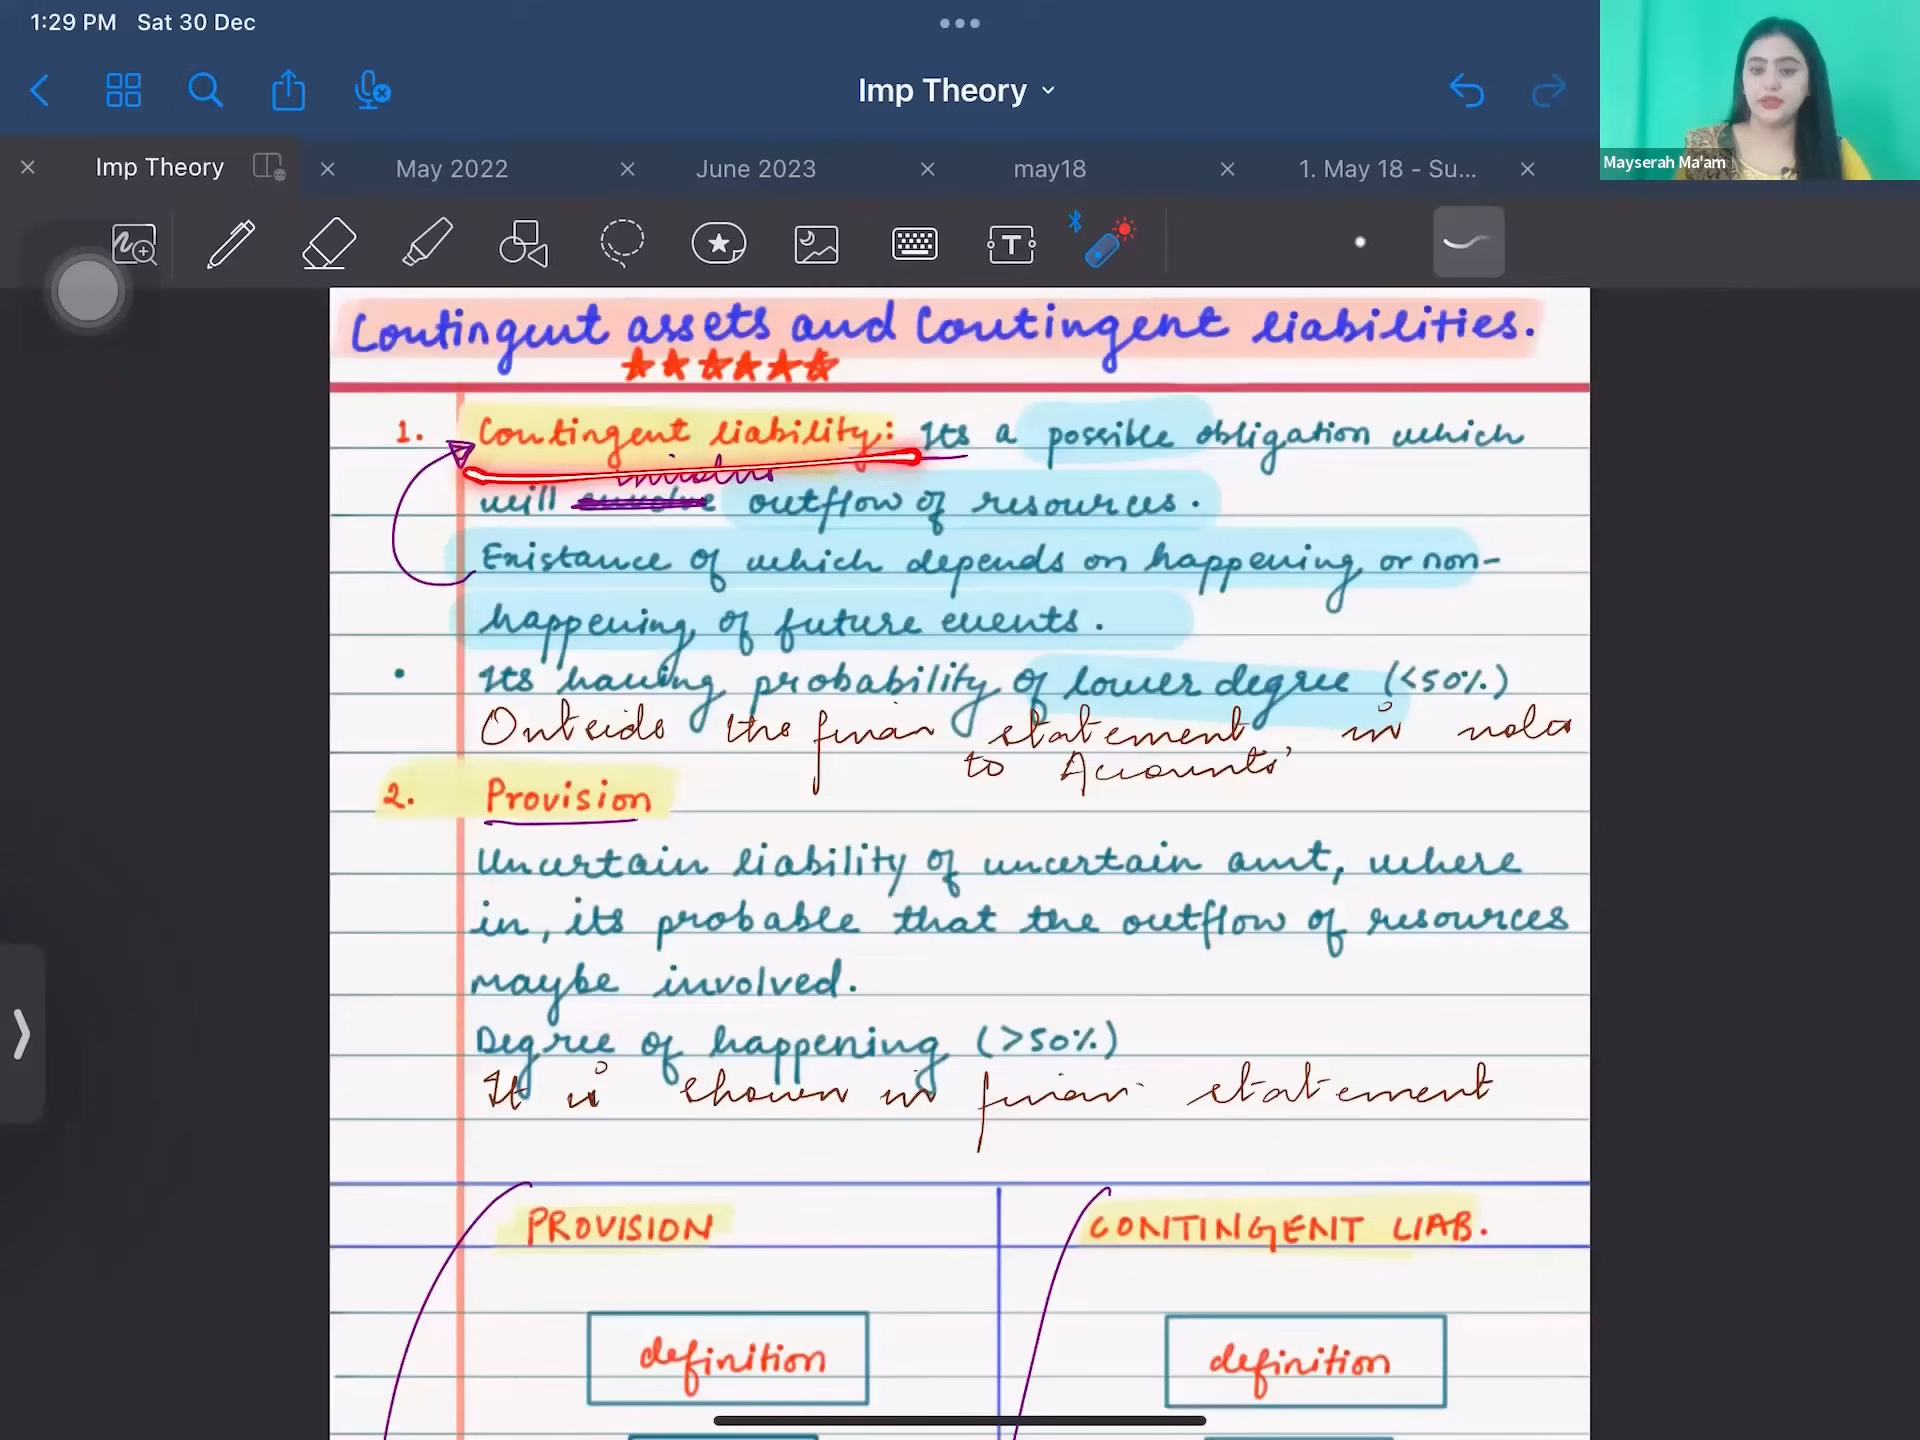 1:29 PM Sat 30 Dec
Imp Theory
Mayserah Ma'am
Imp Theory
May 2022
June 2023
may18
1. May 18 - Su...
T
Contingent assets and Contingent liabilities.
1. Contingent liability: Its a possible obligation which
will outflow of resources.
Existance of which depends on happening or non-
happening of future events.
• Its having probability of lower degree (<50%)
Outside the finan statement in notes
to Accounts'
2. Provision
Uncertain liability of uncertain amt, where
in, its probable that the outflow of resources
maybe involved.
Degree of happening (>50%)
It is shown in finan statement
PROVISION
CONTINGENT LIAB.
definition
definition